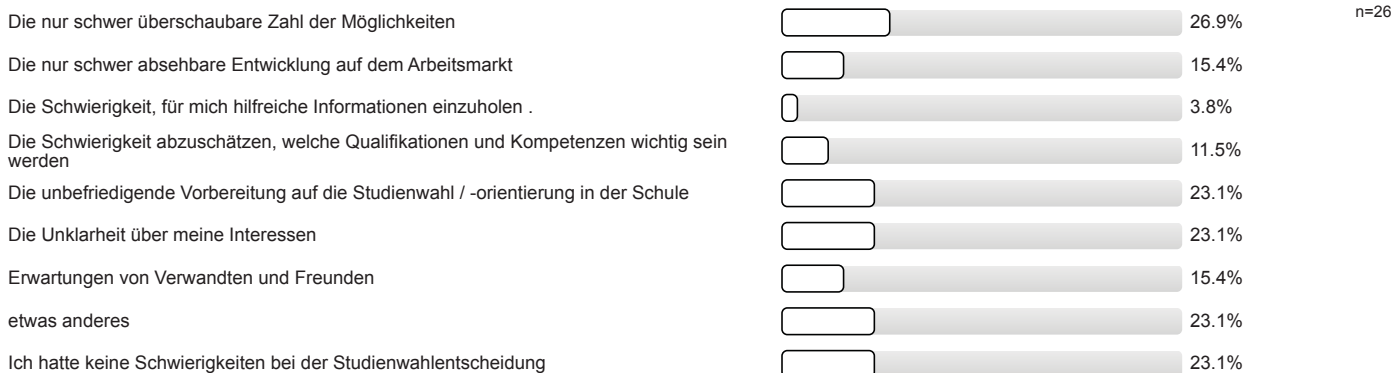 Die nur schwer überschaubare Zahl der Möglichkeiten 26.9% n=26
Die nur schwer absehbare Entwicklung auf dem Arbeitsmarkt 15.4%
Die Schwierigkeit, für mich hilfreiche Informationen einzuholen . 3.8%
Die Schwierigkeit abzuschätzen, welche Qualifikationen und Kompetenzen wichtig sein
werden 11.5%
Die unbefriedigende Vorbereitung auf die Studienwahl / -orientierung in der Schule 23.1%
Die Unklarheit über meine Interessen 23.1%
Erwartungen von Verwandten und Freunden 15.4%
etwas anderes 23.1%
Ich hatte keine Schwierigkeiten bei der Studienwahlentscheidung 23.1%